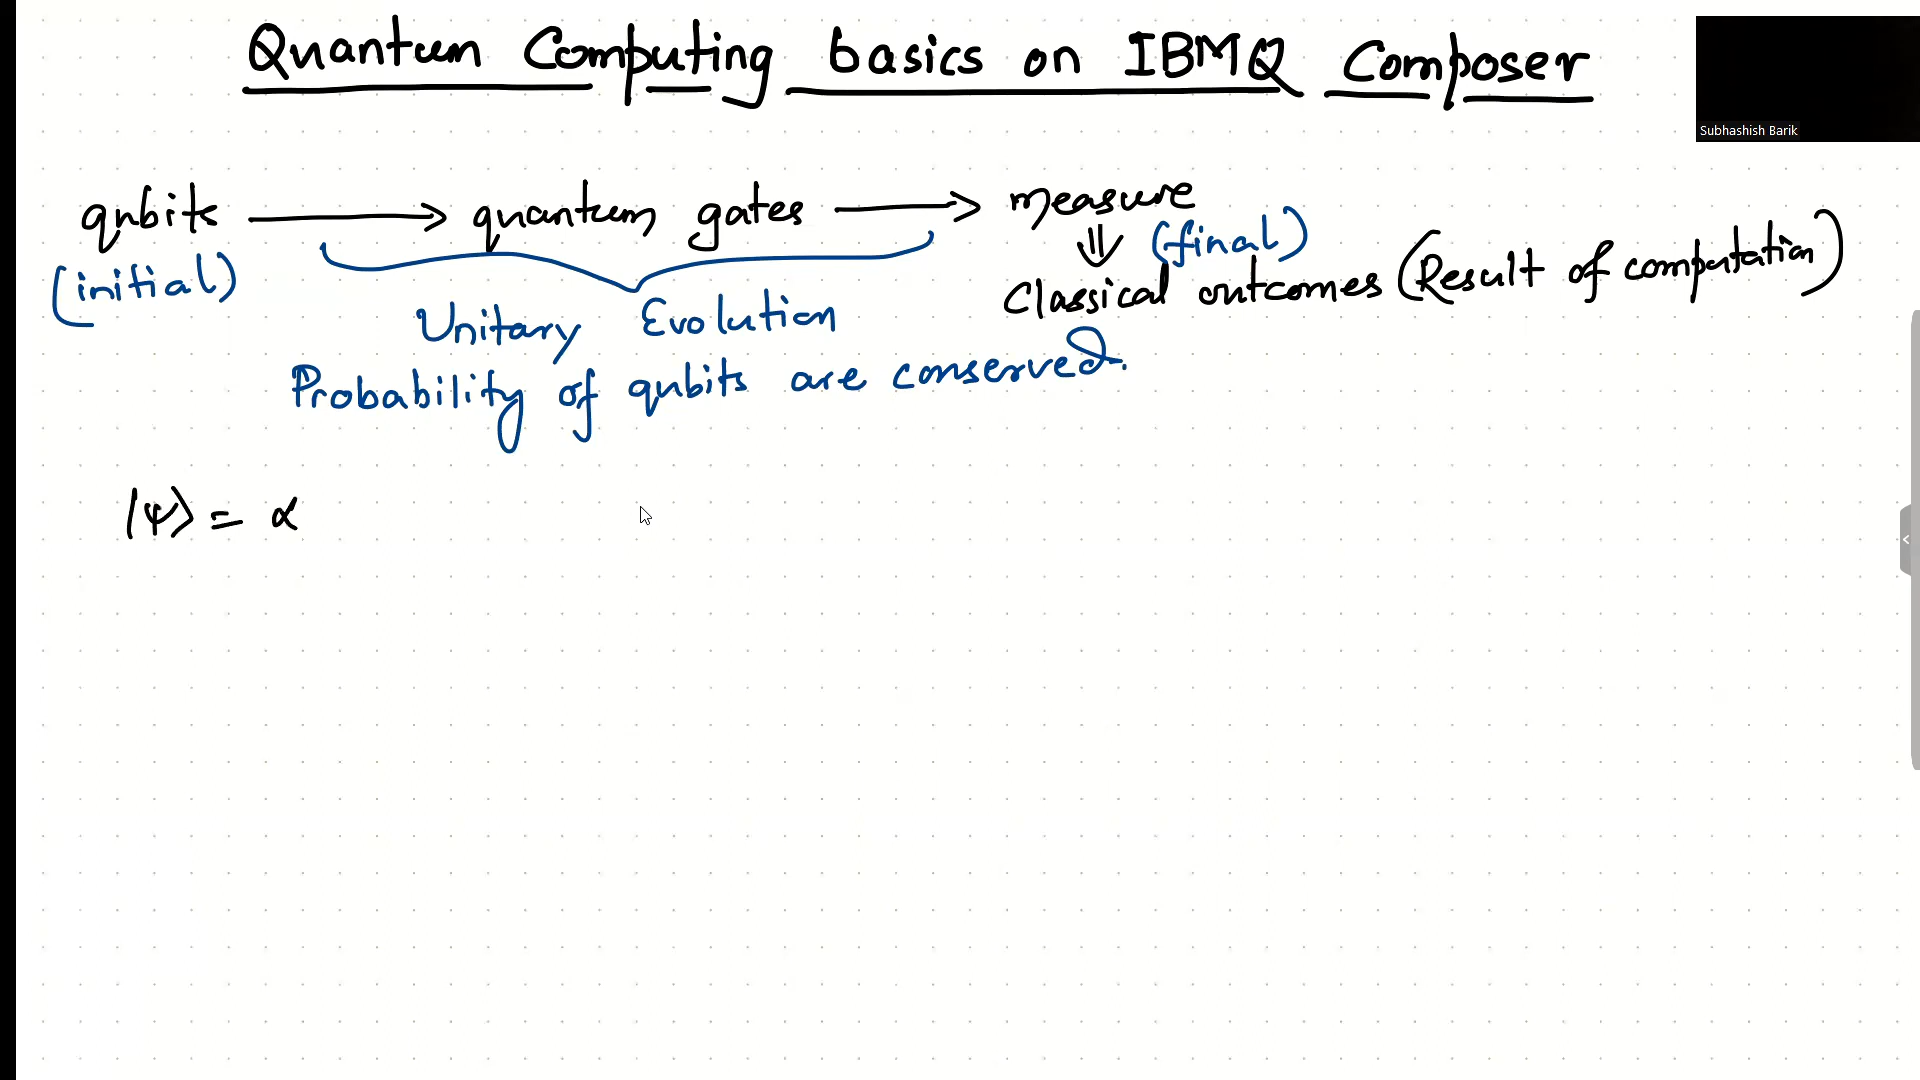 Quantum Computing basics on IBMQ Composer
Subhashish Barik
qubits → quantum gates → measure
(initial)
⇓ (final)
Classical outcomes (Result of computation)
Unitary Evolution
Probability of qubits are conserved.
|ψ⟩ = α